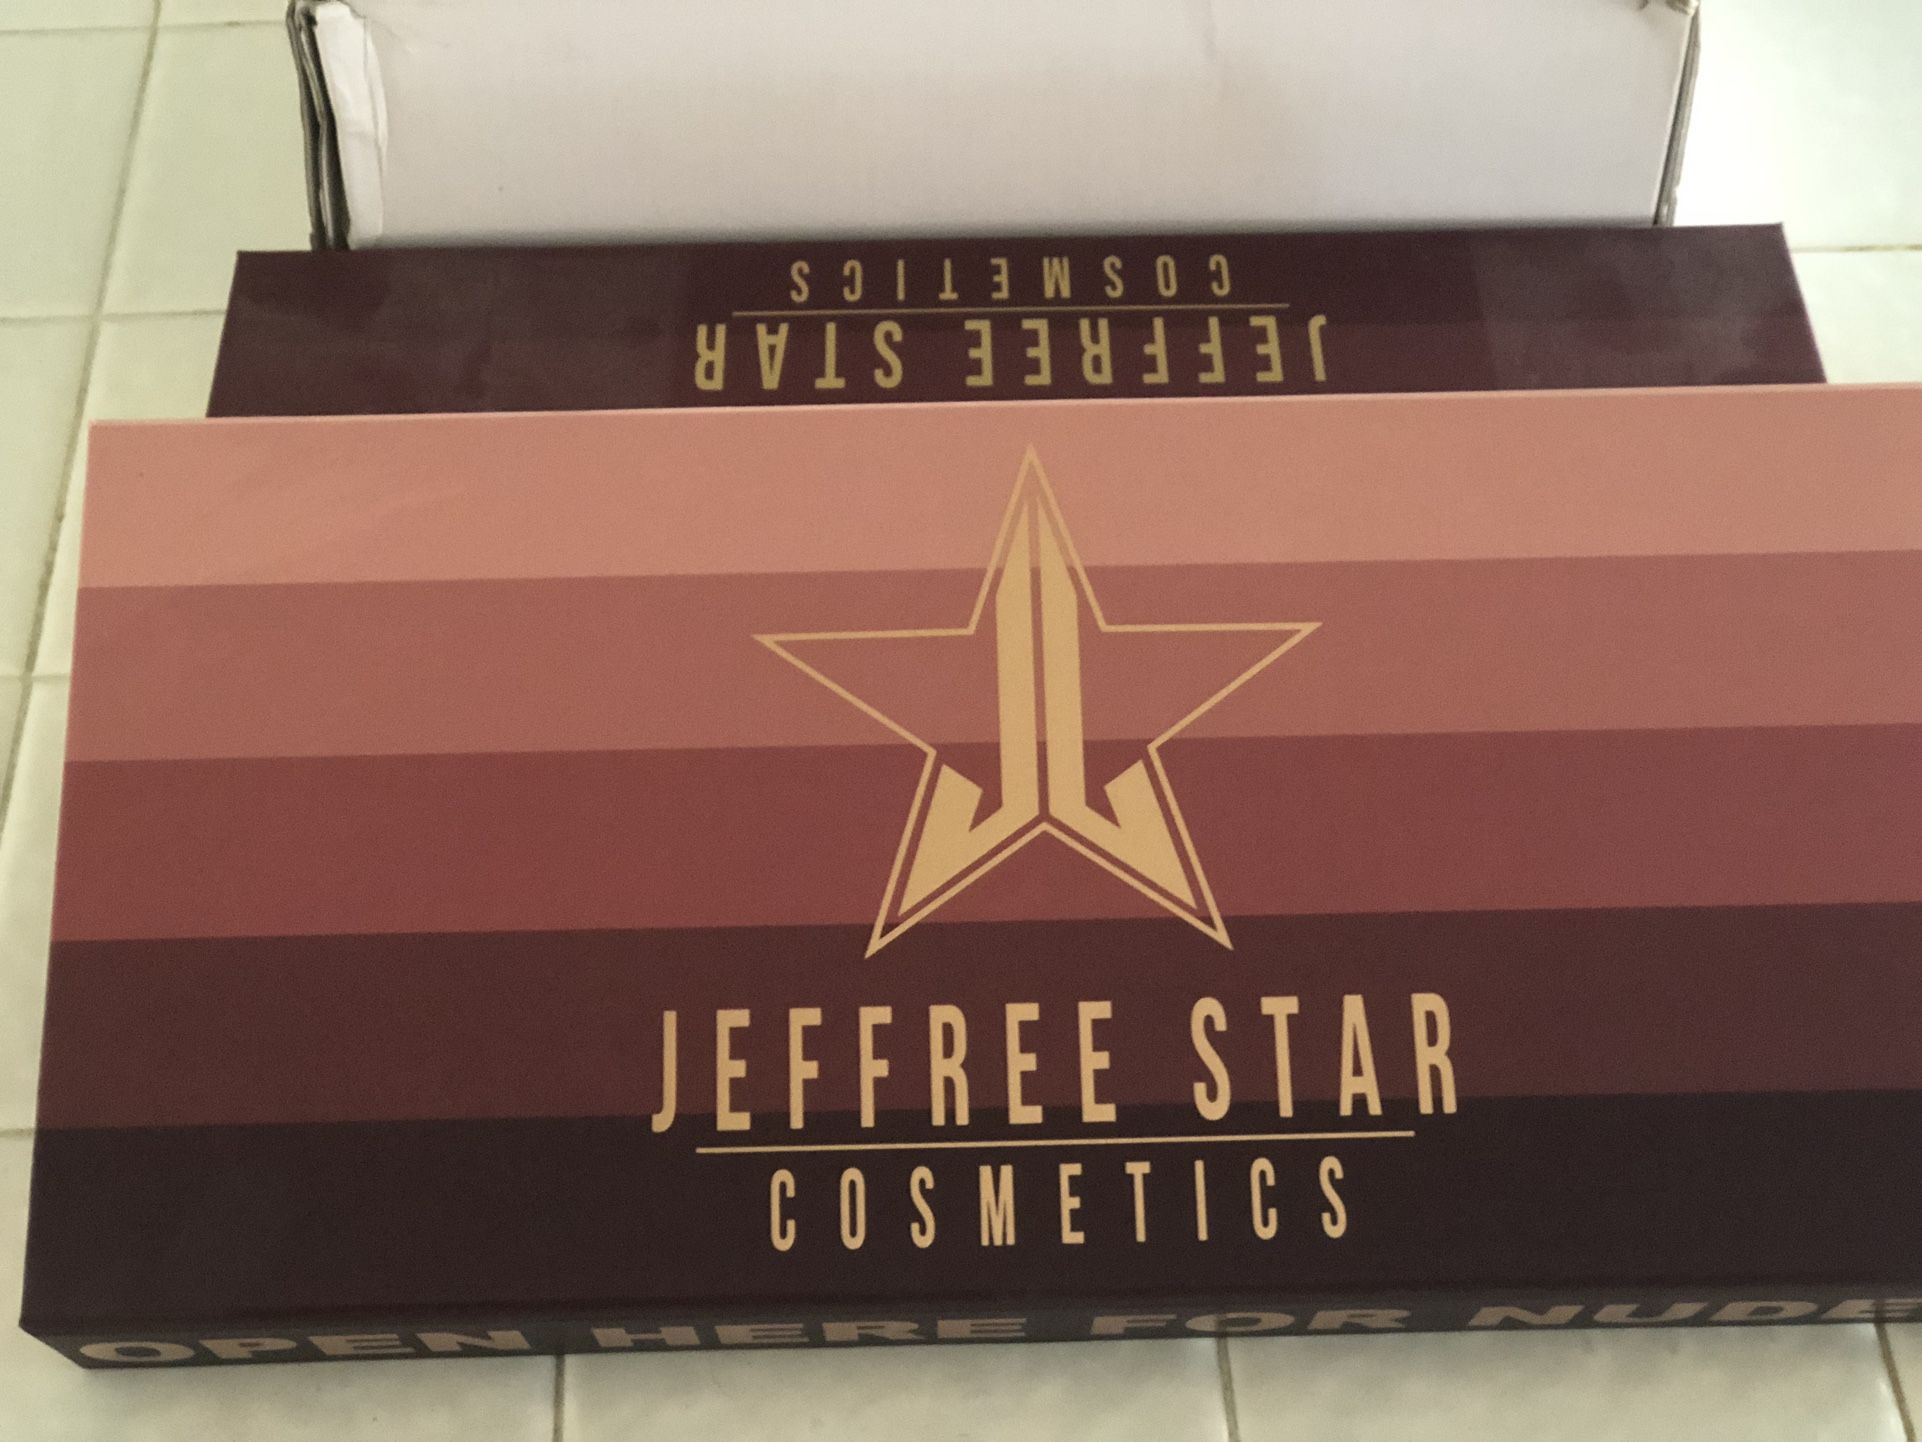 COSMETICS
JEFFREE STAR
JEFFREE STAR
COSMETICS
OPEN HERE FOR NUDE